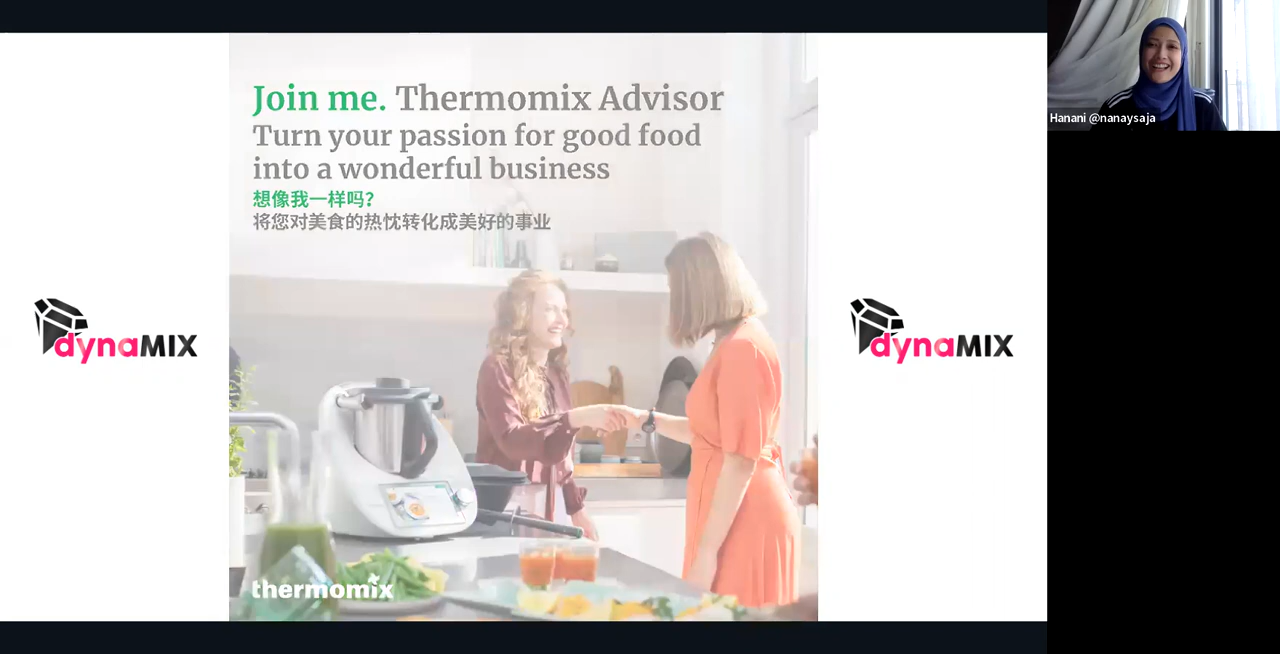 Join me. Thermomix Advisor
Turn your passion for good food
into a wonderful business
想像我一样吗?
将您对美食的热忱转化成美好的事业
dynaMIX
dynaMIX
thermomix
Hanani @nanaysaja